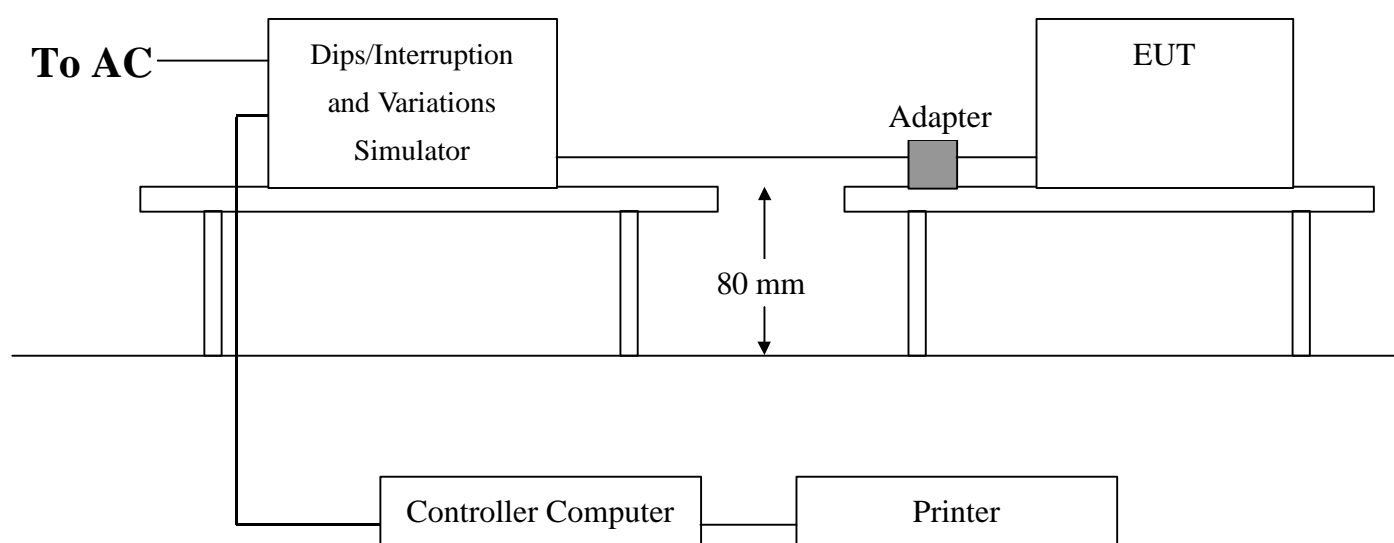 To AC
Dips/Interruption
and Variations
Simulator
Adapter
EUT
80 mm
Controller Computer
Printer